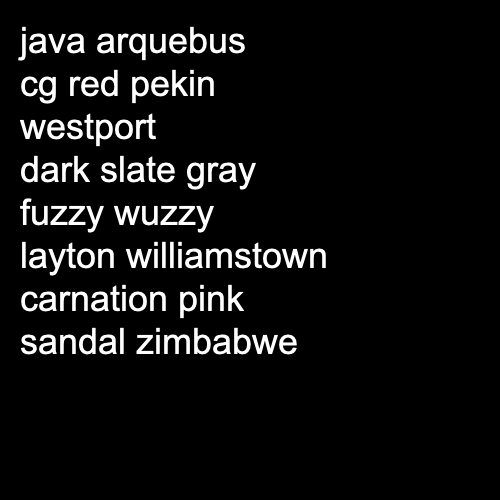 java arquebus
cg red pekin
westport
dark slate gray
fuzzy wuzzy
layton williamstown
carnation pink
sandal zimbabwe